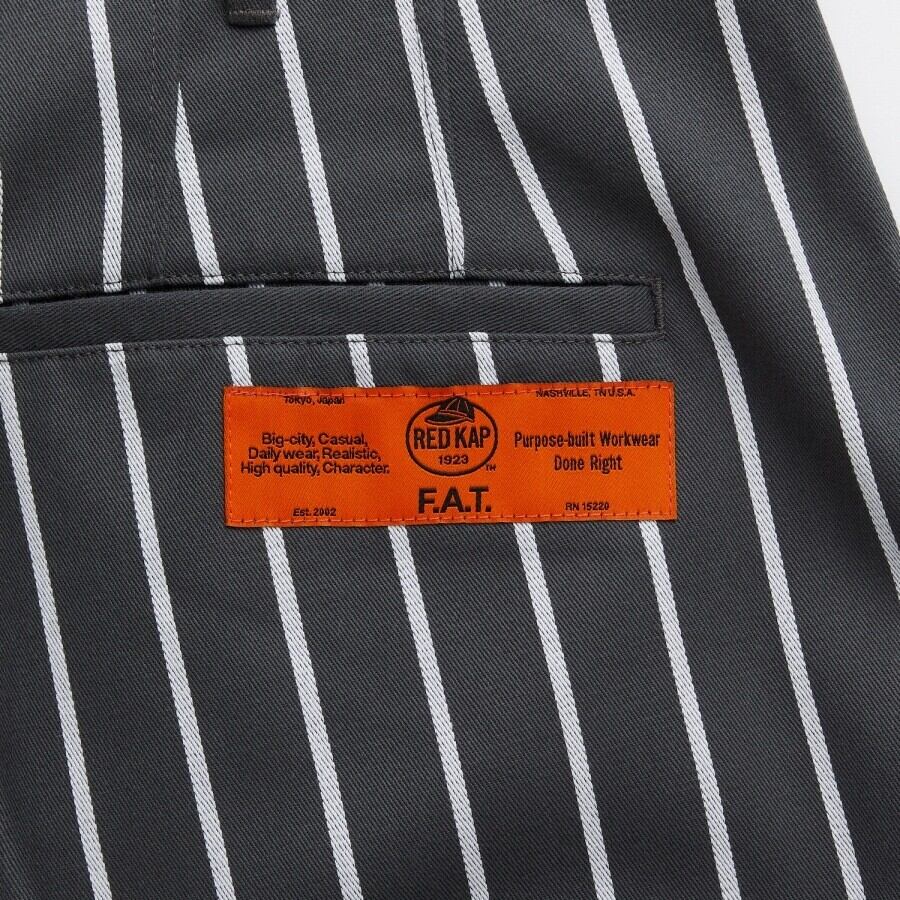 Tokyo, Japan
Big-city, Casual,
Daily wear, Realistic,
High quality, Character.
Est. 2002
RED KAP
1923
TM
F.A.T.
NASHVILLE, TN U.S.A.
Purpose-built Workwear
Done Right
RN 15220